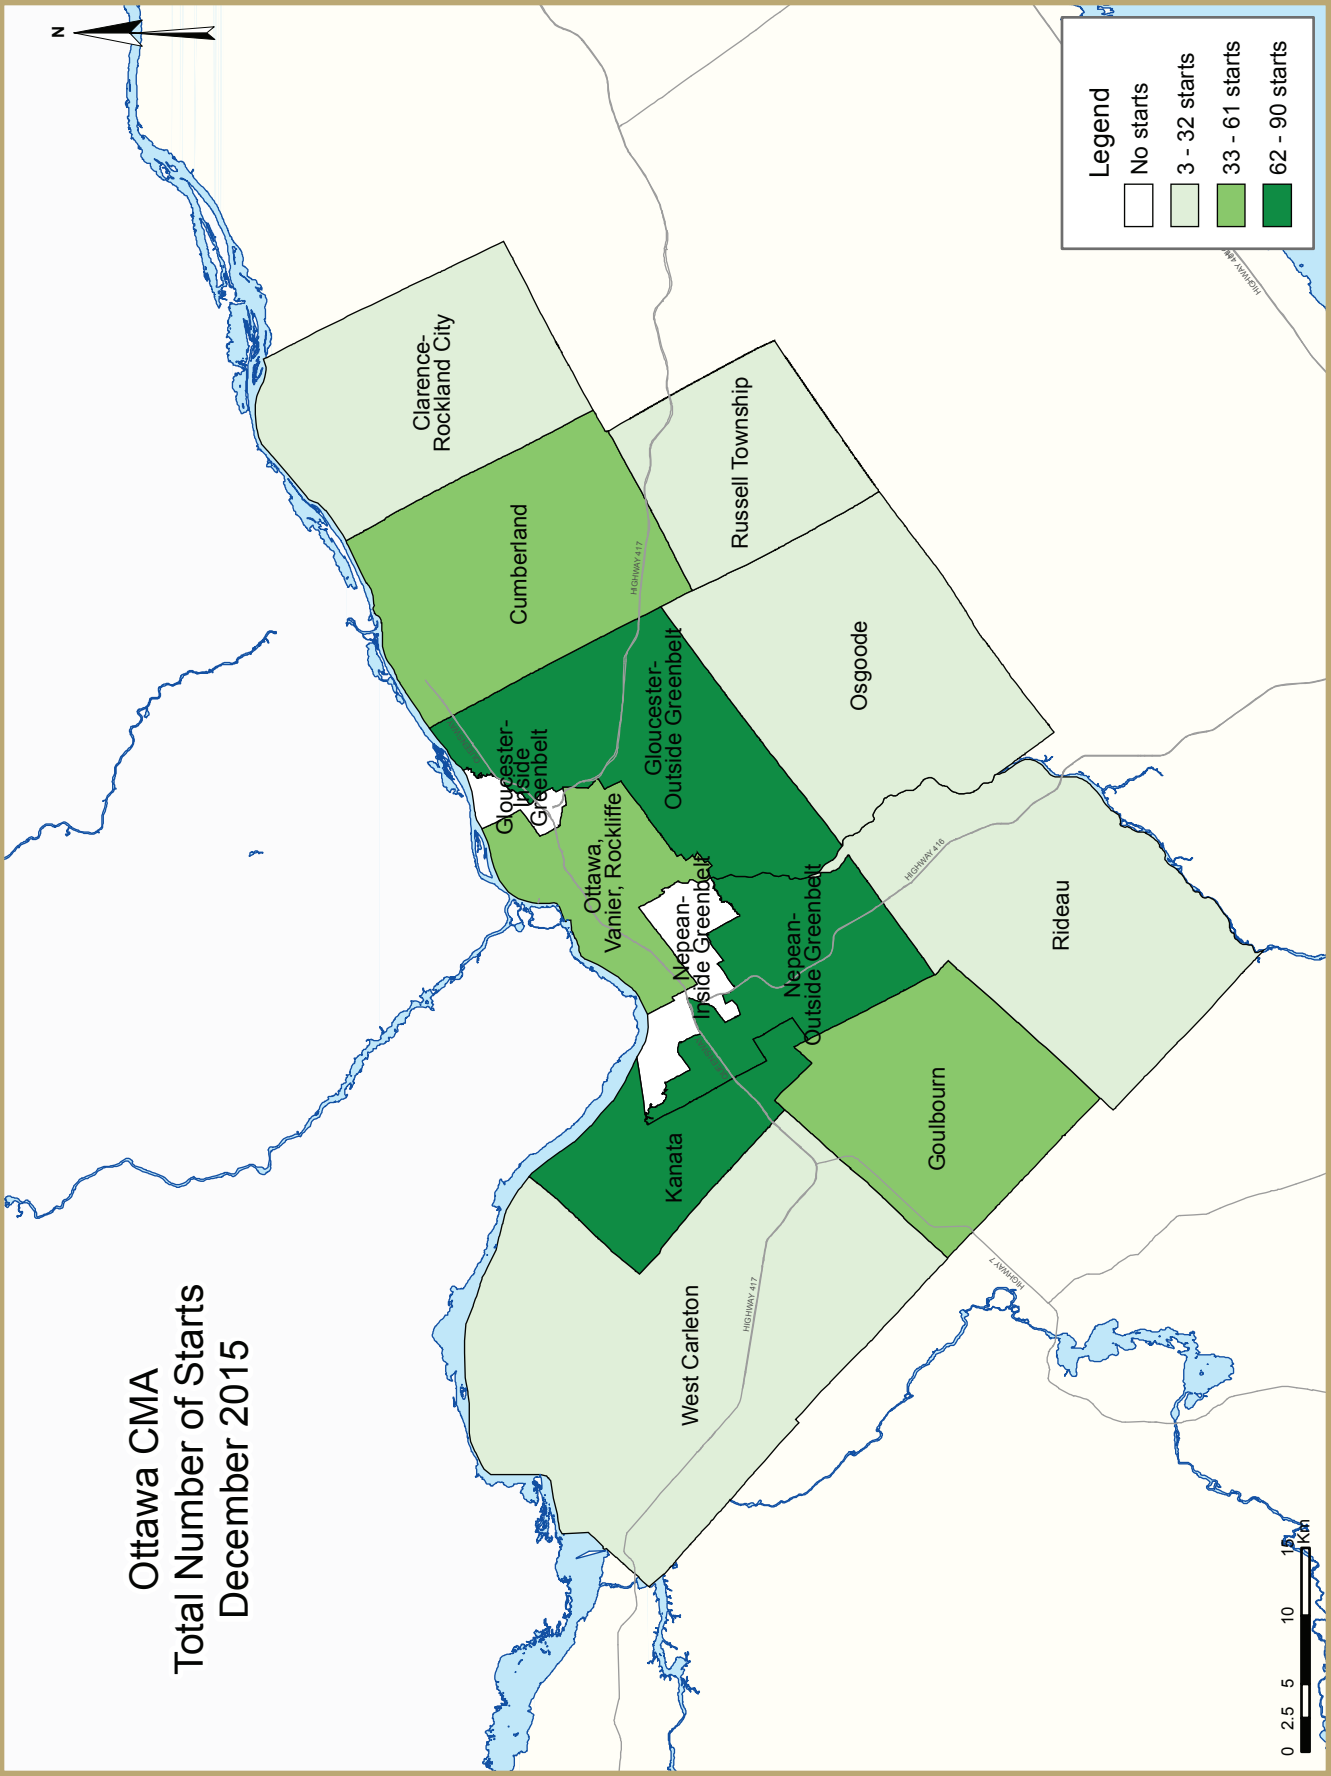 Ottawa CMA
Total Number of Starts
December 2015
N
Legend
No starts
3 - 32 starts
33 - 61 starts
62 - 90 starts
Clarence-
Rockland City
Cumberland
Russell Township
HIGHWAY 417
Gloucester-
Inside
Greenbelt
Gloucester-
Outside Greenbelt
Osgoode
Ottawa,
Vanier, Rockliffe
Nepean-
Inside Greenbelt
Nepean-
Outside Greenbelt
HIGHWAY 416
Rideau
Kanata
Goulbourn
West Carleton
HIGHWAY 417
HIGHWAY 7
0 2.5 5 10 15
Km